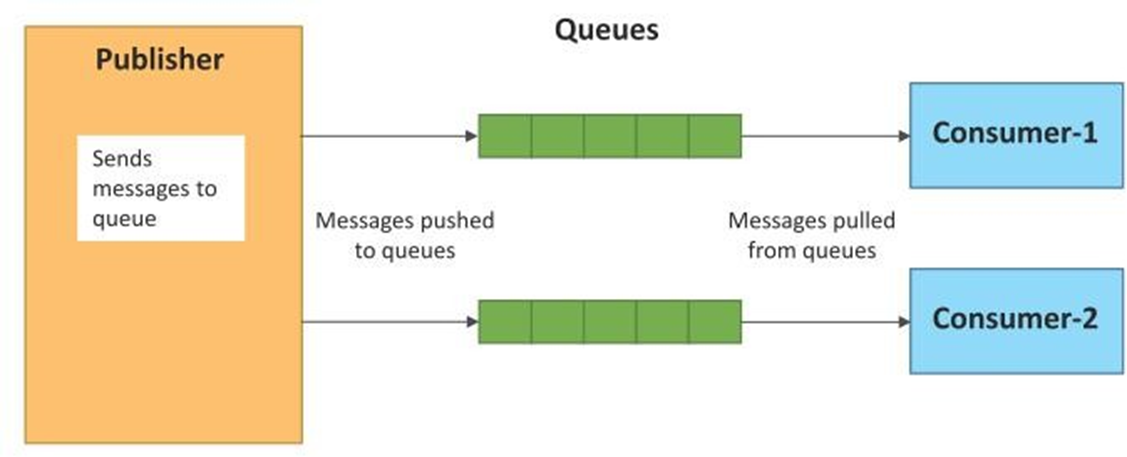 Queues
Publisher
Sends
messages to
queue
Messages pushed
to queues
Messages pulled
from queues
Consumer-1
Consumer-2